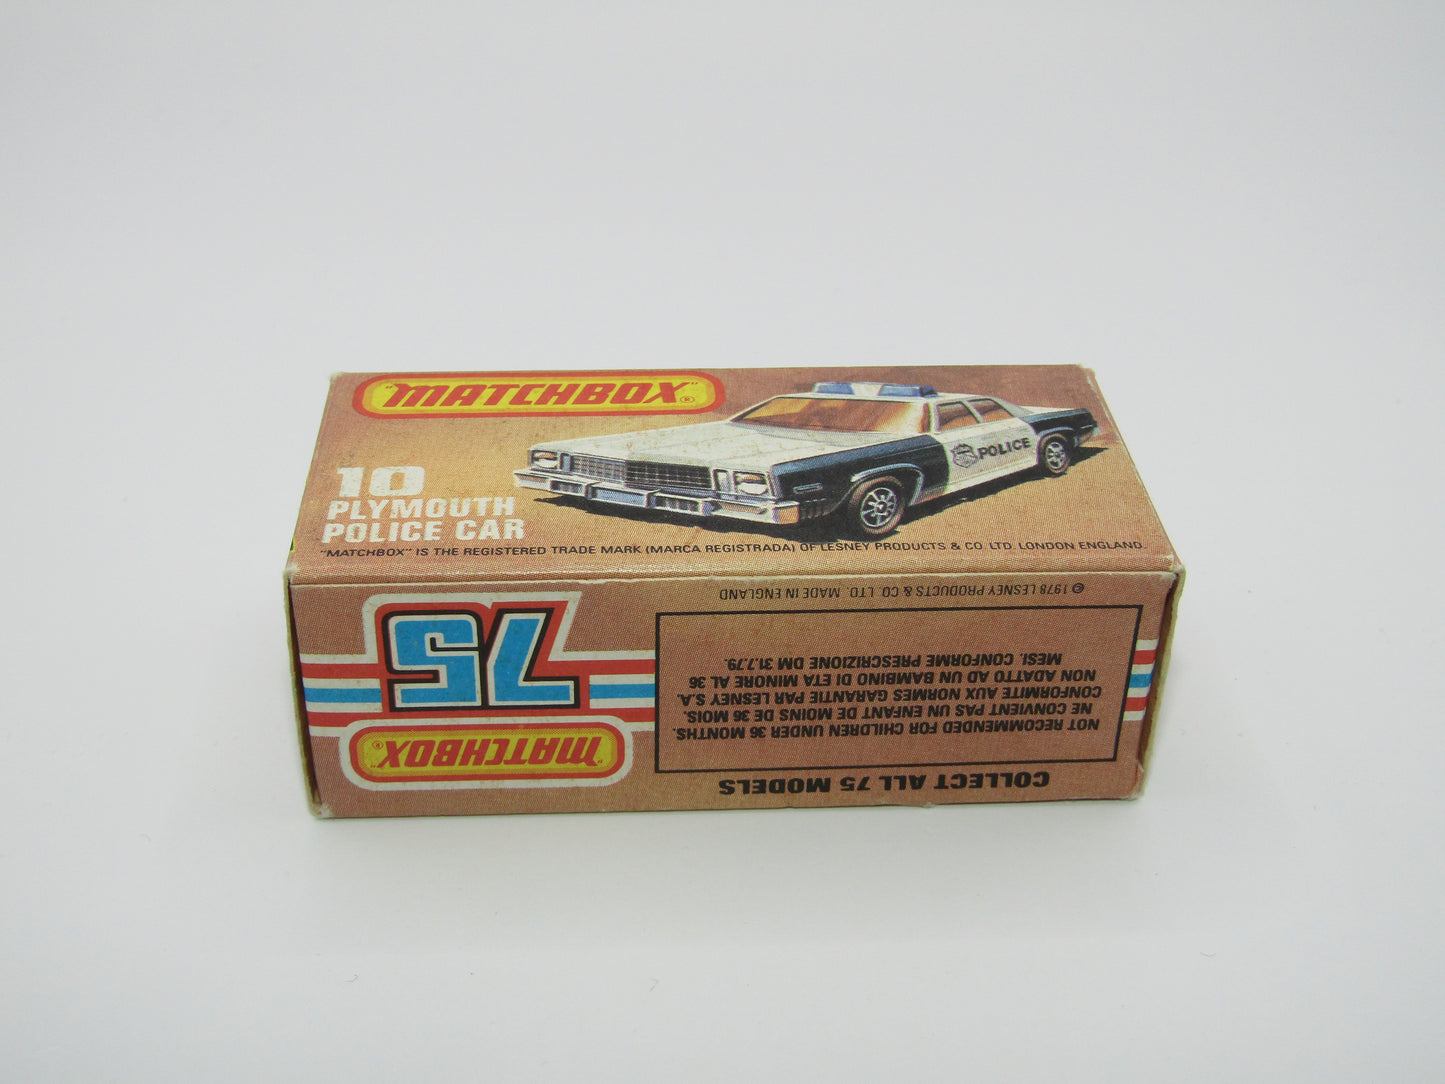 "MATCHBOX"®
10
PLYMOUTH
POLICE CAR
POLICE
"MATCHBOX" IS THE REGISTERED TRADE MARK (MARCA REGISTRADA) OF LESNEY PRODUCTS & CO. LTD. LONDON ENGLAND.
"MATCHBOX"®
75
COLLECT ALL 75 MODELS
NOT RECOMMENDED FOR CHILDREN UNDER 36 MONTHS.
NE CONVIENT PAS UN ENFANT DE MOINS DE 36 MOIS.
CONFORMITE AUX NORMES GARANTIE PAR LESNEY S.A.
NON ADATTO AD UN BAMBINO DI ETA MINORE AL 36
MESI. CONFORME PRESCRIZIONE DM 31.7.79.
© 1978 LESNEY PRODUCTS & CO. LTD. MADE IN ENGLAND